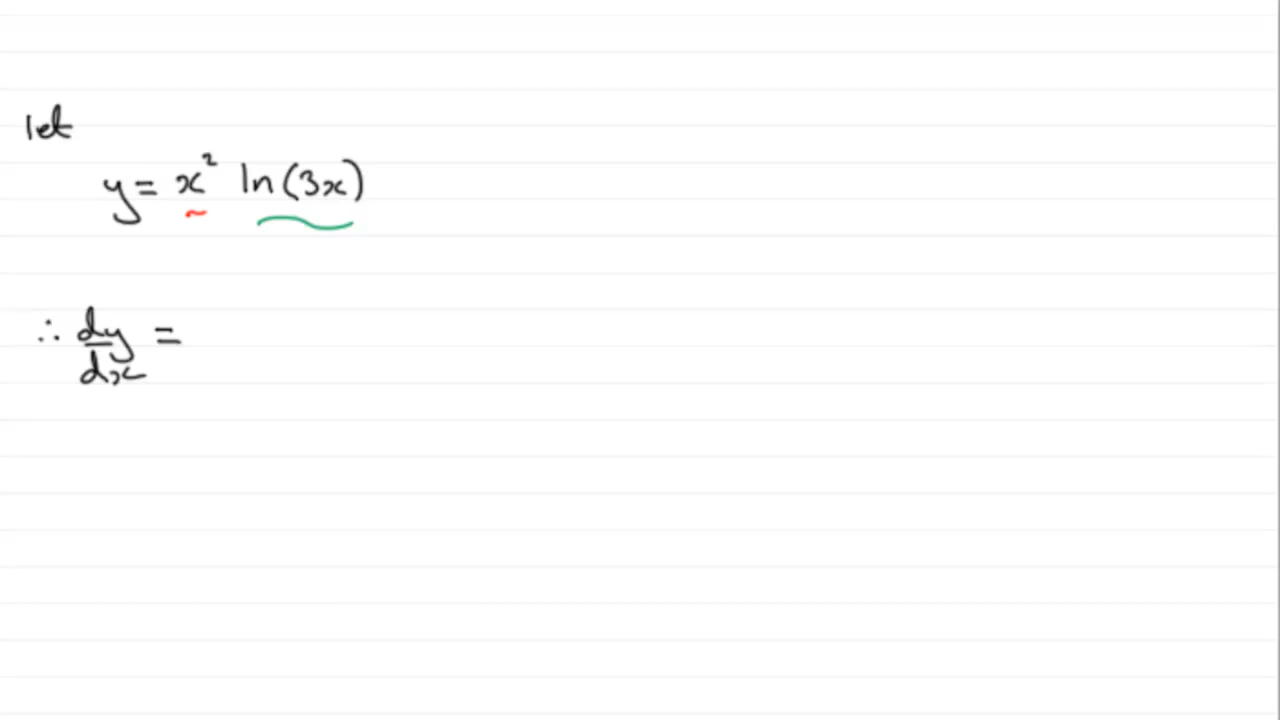 let
y = x² ln(3x)
∴ dy/dx =